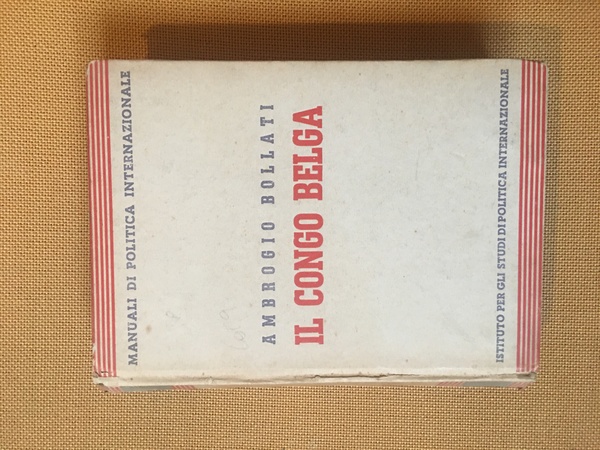 MANUALI DI POLITICA INTERNAZIONALE
AMBROGIO BOLLATI
IL CONGO BELGA
ISTITUTO PER GLI STUDI DI POLITICA INTERNAZIONALE